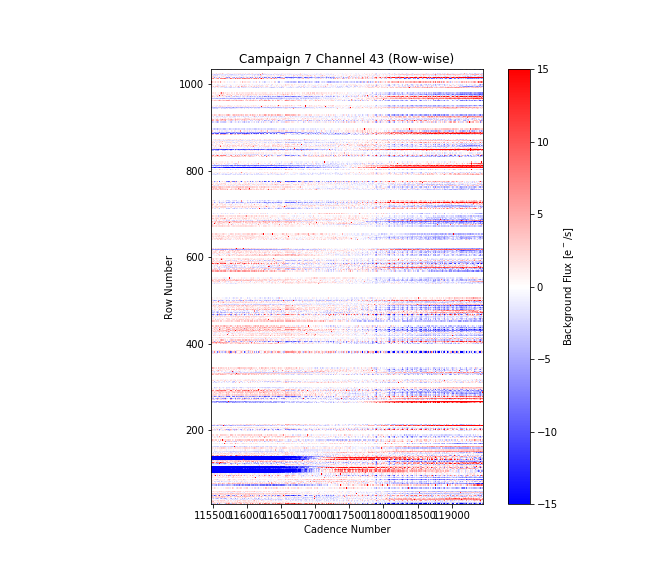 Campaign 7 Channel 43 (Row-wise)
1000
800
600
400
200
Row Number
115500 116000 116500 117000 117500 118000 118500 119000
Cadence Number
15
10
5
0
−5
−10
−15
Background Flux [e⁻/s]